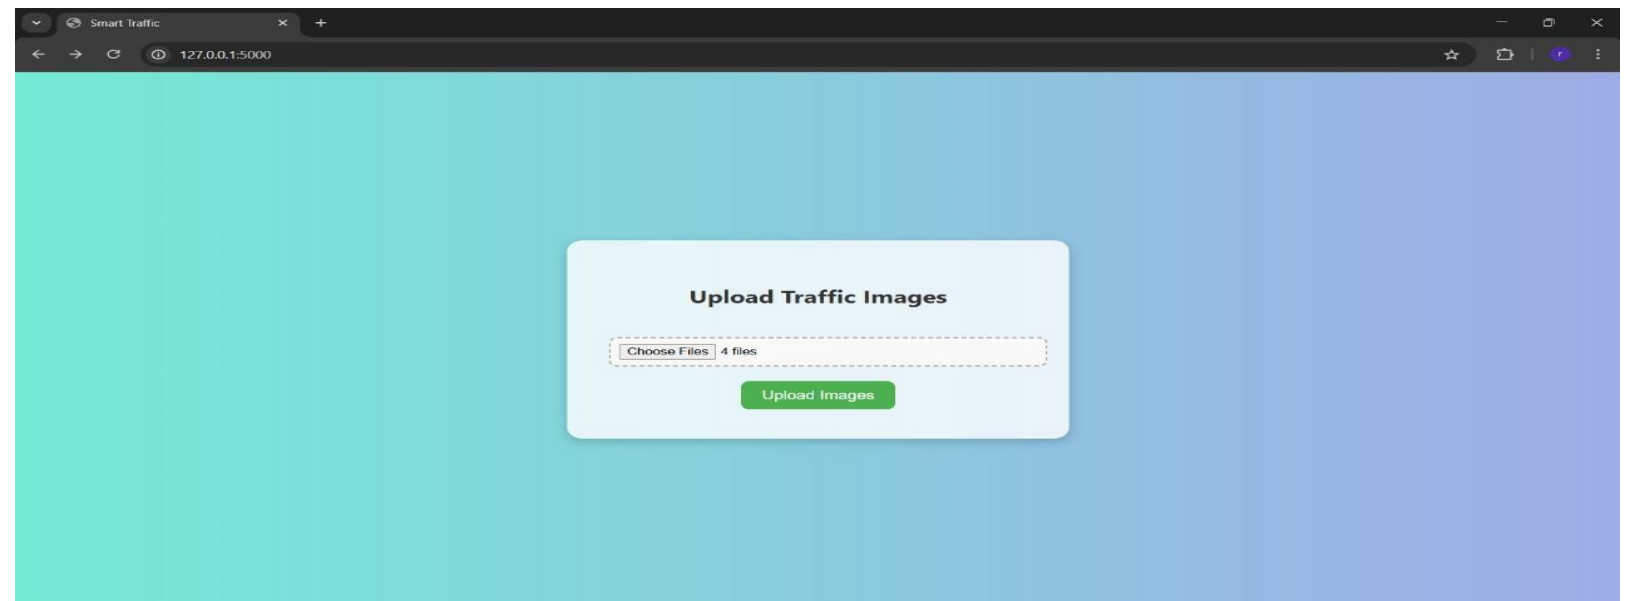 Smart Traffic
127.0.0.1:5000
r
Upload Traffic Images
Choose Files 4 files
Upload Images